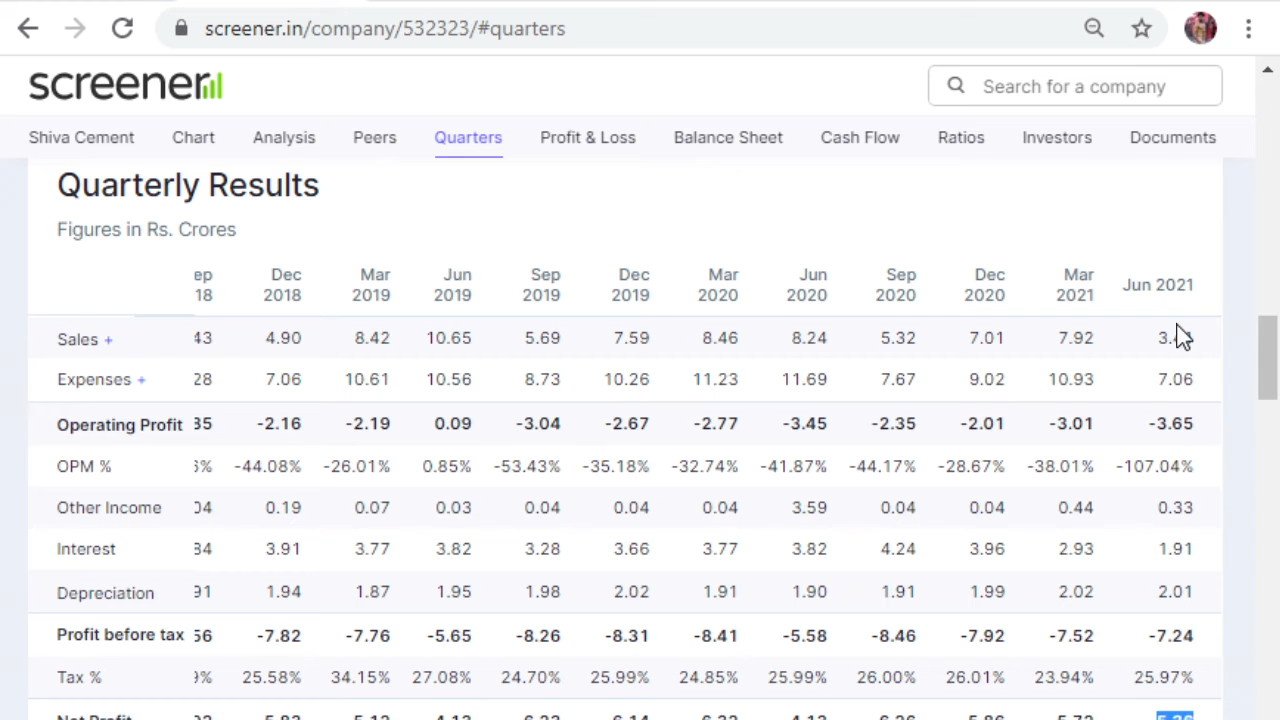 screener.in/company/532323/#quarters
screener
Search for a company
Shiva Cement Chart Analysis Peers Quarters Profit & Loss Balance Sheet Cash Flow Ratios Investors Documents
Quarterly Results
Figures in Rs. Crores
ep Dec Mar Jun Sep Dec Mar Jun Sep Dec Mar Jun 2021
18 2018 2019 2019 2019 2019 2020 2020 2020 2020 2021
Sales + 43 4.90 8.42 10.65 5.69 7.59 8.46 8.24 5.32 7.01 7.92
Expenses + 28 7.06 10.61 10.56 8.73 10.26 11.23 11.69 7.67 9.02 10.93 7.06
Operating Profit 35 -2.16 -2.19 0.09 -3.04 -2.67 -2.77 -3.45 -2.35 -2.01 -3.01 -3.65
OPM % % -44.08% -26.01% 0.85% -53.43% -35.18% -32.74% -41.87% -44.17% -28.67% -38.01% -107.04%
Other Income 04 0.19 0.07 0.03 0.04 0.04 0.04 3.59 0.04 0.04 0.44 0.33
Interest 84 3.91 3.77 3.82 3.28 3.66 3.77 3.82 4.24 3.96 2.93 1.91
Depreciation 91 1.94 1.87 1.95 1.98 2.02 1.91 1.90 1.91 1.99 2.02 2.01
Profit before tax 56 -7.82 -7.76 -5.65 -8.26 -8.31 -8.41 -5.58 -8.46 -7.92 -7.52 -7.24
Tax % % 25.58% 34.15% 27.08% 24.70% 25.99% 24.85% 25.99% 26.00% 26.01% 23.94% 25.97%
Net Profit